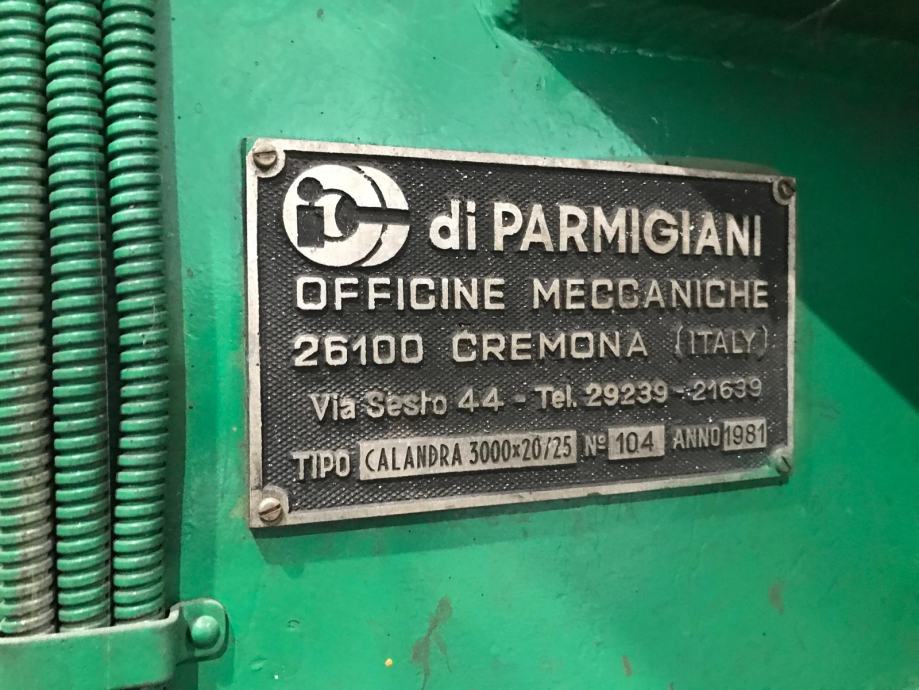 di PARMIGIANI
OFFICINE MECCANICHE
26100 CREMONA (ITALY)
Via Sesto 44 - Tel. 29239 - 21639
TIPO CALANDRA 3000x20/25 Nº 104 ANNO 1981